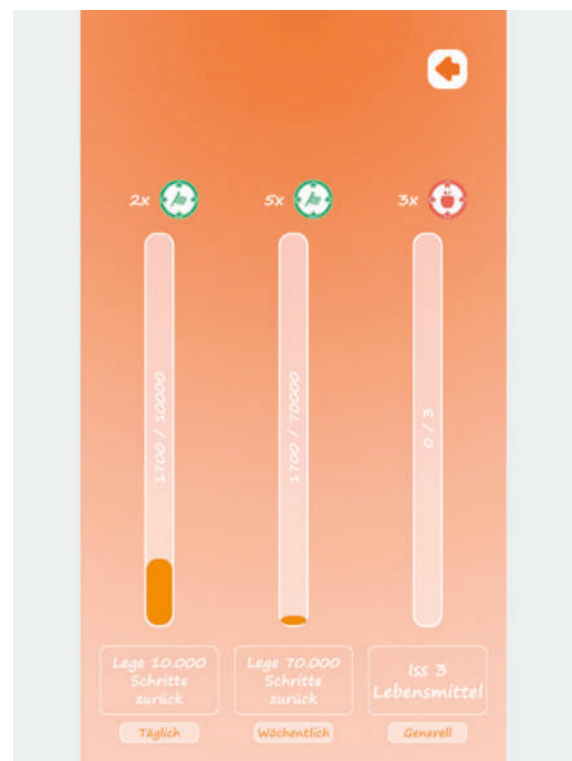 2x
5x
3x
1700 / 10000
1700 / 70000
0 / 3
Lege 10.000
Schritte
zurück
Lege 70.000
Schritte
zurück
Iss 3
Lebensmittel
Täglich
Wöchentlich
Generell